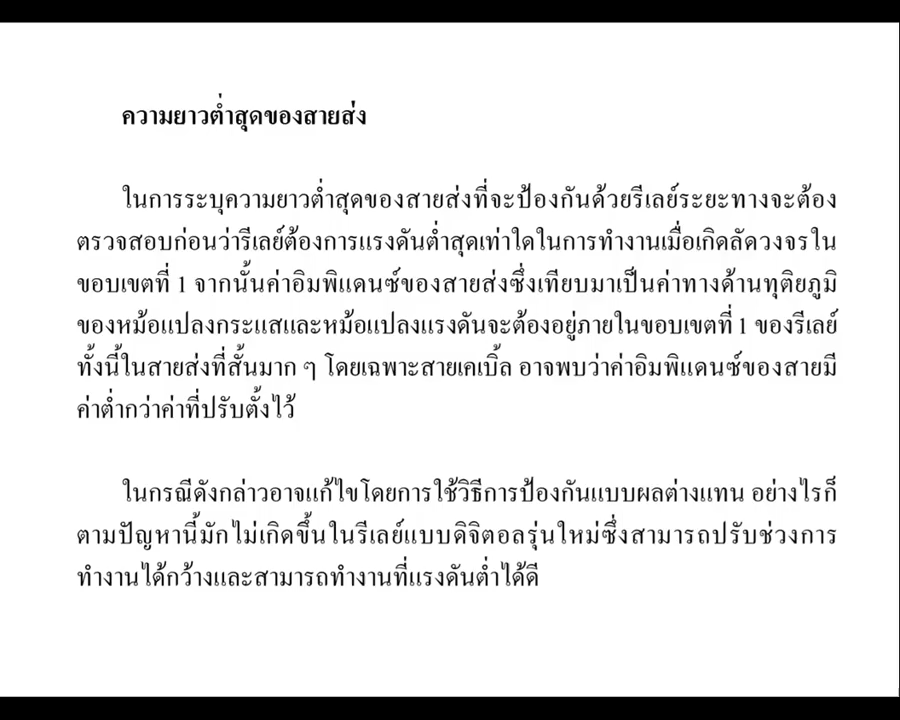 ความยาวต่ำสุดของสายส่ง
ในการระบุความยาวต่ำสุดของสายส่งที่จะป้องกันด้วยรีเลย์ระยะทางจะต้อง
ตรวจสอบก่อนว่ารีเลย์ต้องการแรงดันต่ำสุดเท่าใดในการทำงานเมื่อเกิดลัดวงจรใน
ขอบเขตที่ 1 จากนั้นค่าอิมพิแดนซ์ของสายส่งซึ่งเทียบมาเป็นค่าทางด้านทุติยภูมิ
ของหม้อแปลงกระแสและหม้อแปลงแรงดันจะต้องอยู่ภายในขอบเขตที่ 1 ของรีเลย์
ทั้งนี้ในสายส่งที่สั้นมาก ๆ โดยเฉพาะสายเคเบิ้ล อาจพบว่าค่าอิมพิแดนซ์ของสายมี
ค่าต่ำกว่าค่าที่ปรับตั้งไว้
ในกรณีดังกล่าวอาจแก้ไขโดยการใช้วิธีการป้องกันแบบผลต่างแทน อย่างไรก็
ตามปัญหานี้มักไม่เกิดขึ้นในรีเลย์แบบดิจิตอลรุ่นใหม่ซึ่งสามารถปรับช่วงการ
ทำงานได้กว้างและสามารถทำงานที่แรงดันต่ำได้ดี